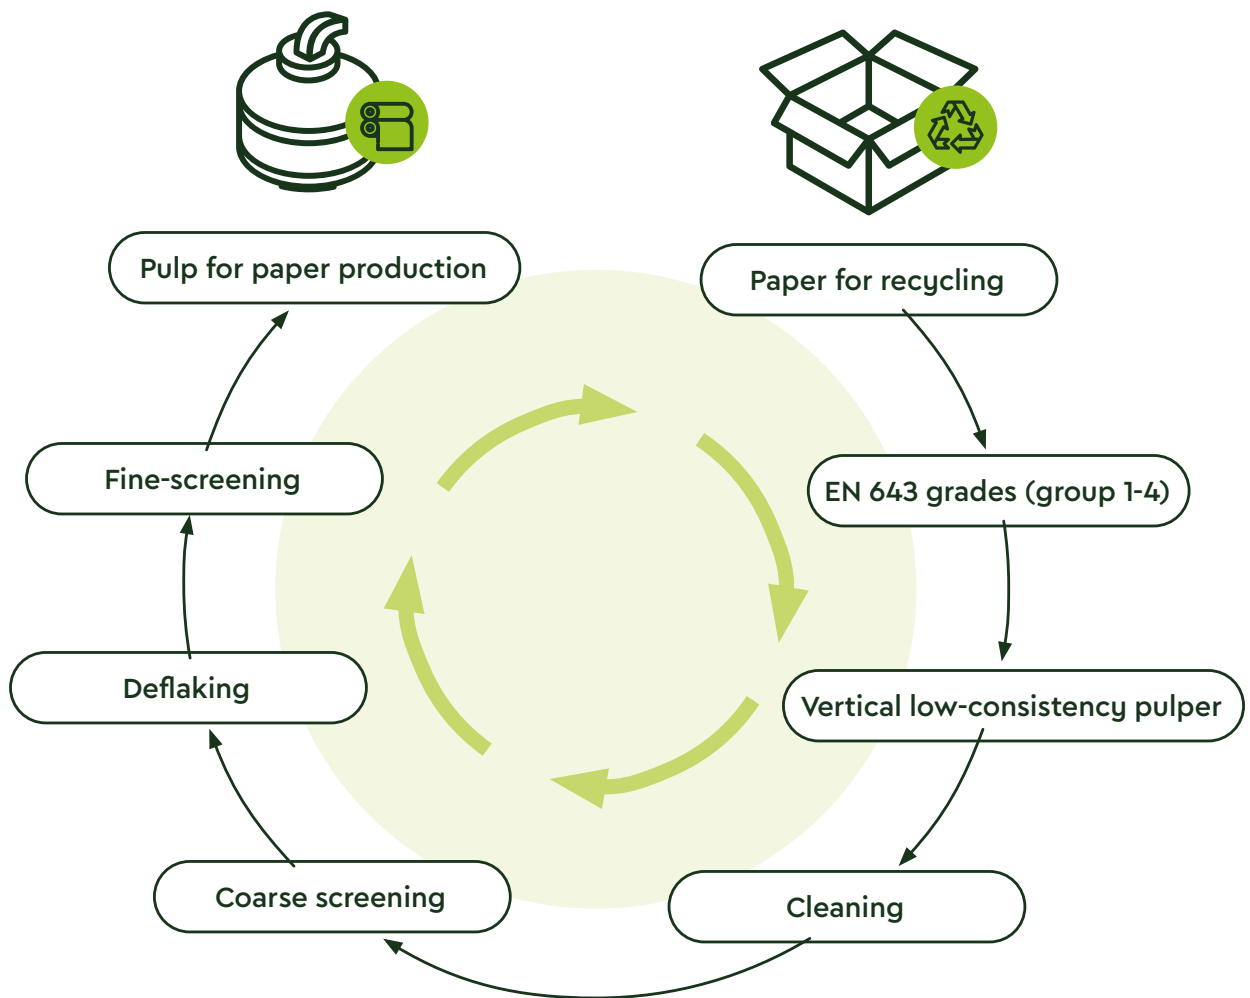 Pulp for paper production
Paper for recycling
Fine-screening
EN 643 grades (group 1-4)
Deflaking
Vertical low-consistency pulper
Coarse screening
Cleaning